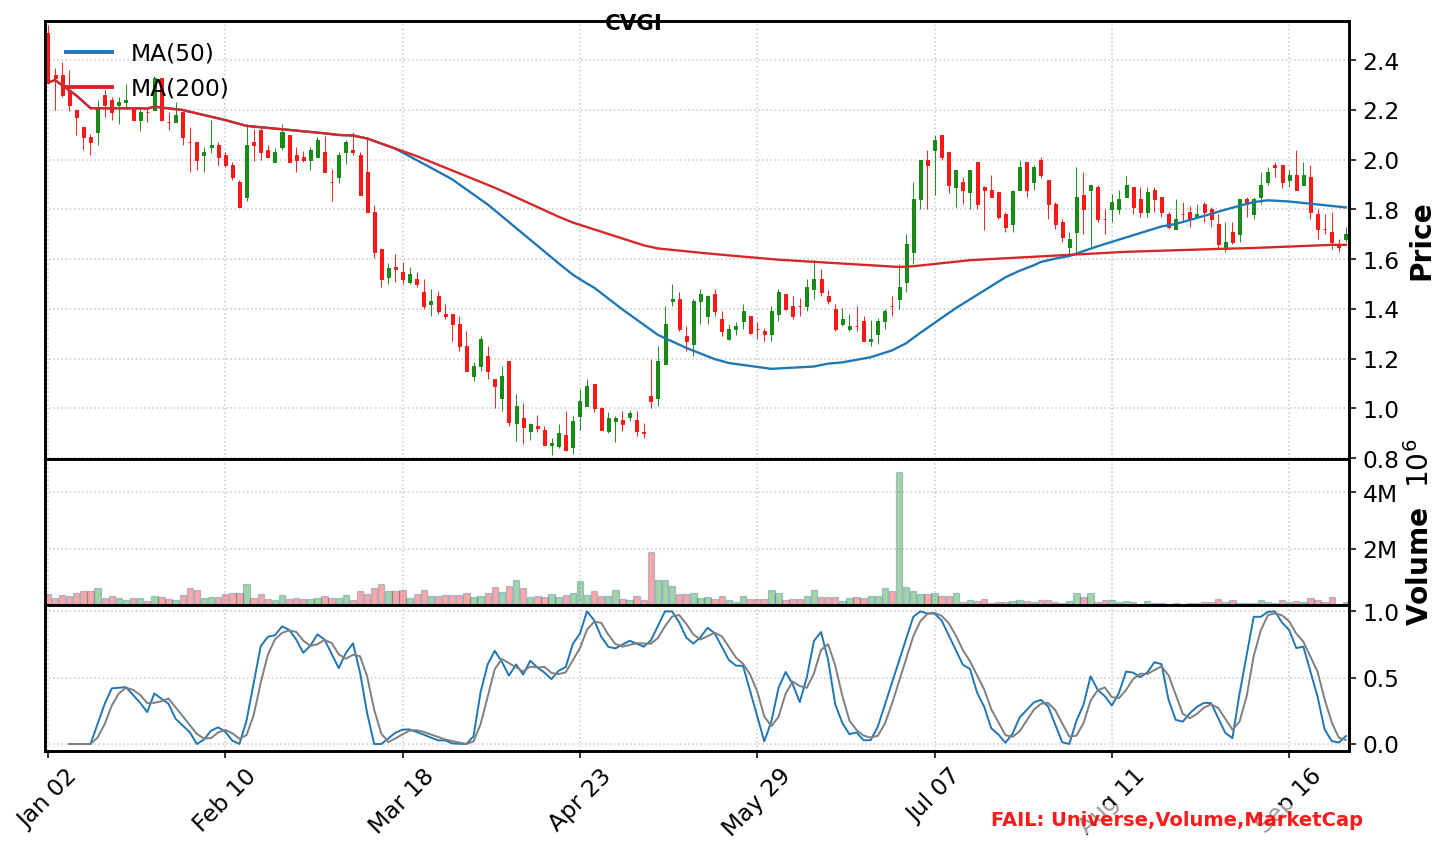 CVGI
MA(50)
MA(200)
2.4
2.2
2.0
1.8
1.6
1.4
1.2
1.0
0.8
Price
4M
2M
Volume 10^6
1.0
0.5
0.0
Jan 02
Feb 10
Mar 18
Apr 23
May 29
Jul 07
Aug 11
Sep 16
FAIL: Universe,Volume,MarketCap